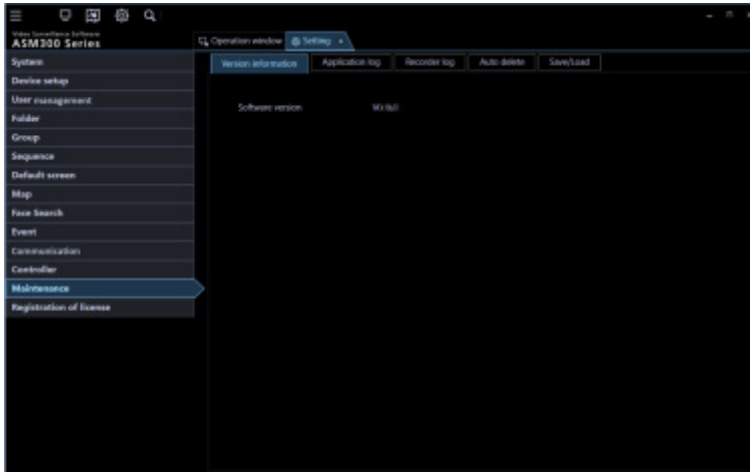 Video Surveillance Software
ASM300 Series
Operation window
Setting ×
System
Device setup
User management
Folder
Group
Sequence
Default screen
Map
Face Search
Event
Communication
Controller
Maintenance
Registration of license
Version information
Application log
Recorder log
Auto delete
Save/Load
Software version